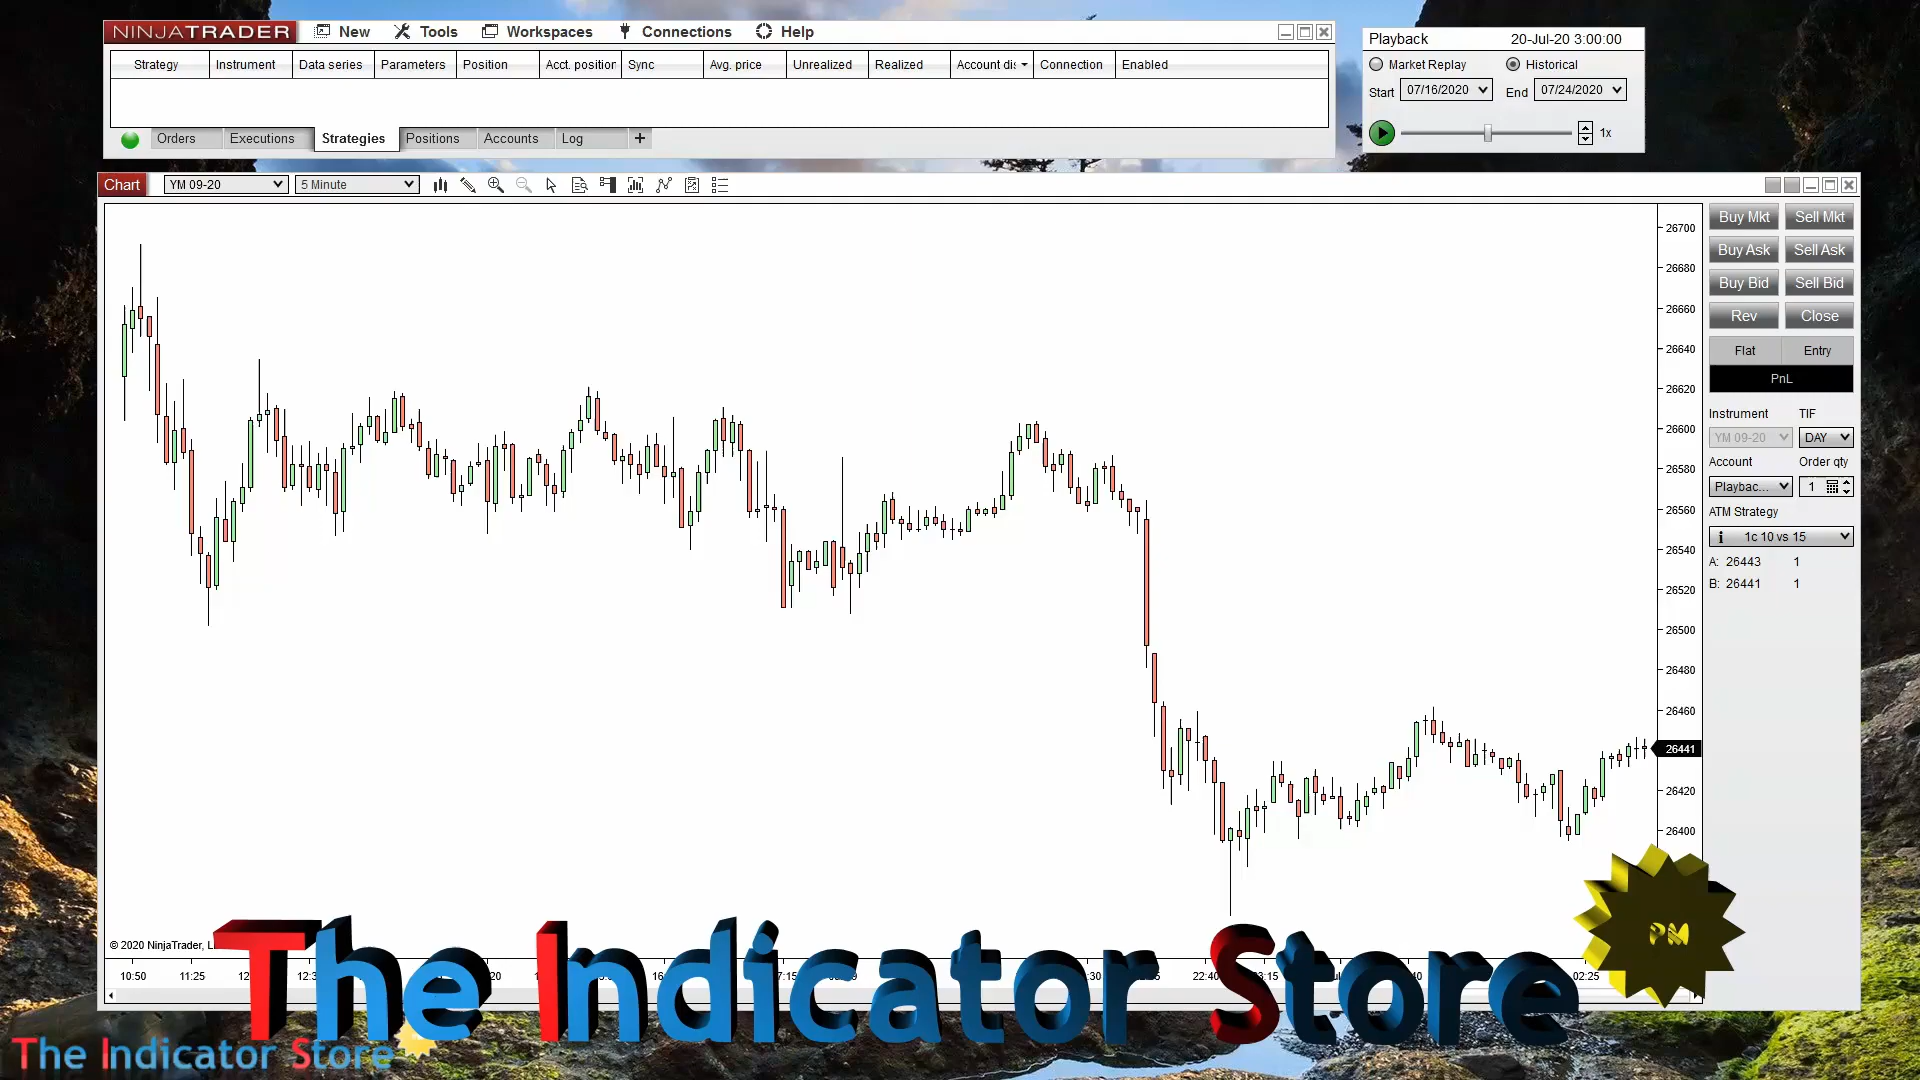 NINJATRADER New Tools Workspaces Connections Help
Strategy Instrument Data series Parameters Position Acct. position Sync Avg. price Unrealized Realized Account dis Connection Enabled
Orders Executions Strategies Positions Accounts Log +
Playback 20-Jul-20 3:00:00
Market Replay Historical
Start 07/16/2020 End 07/24/2020
1x
Chart YM 09-20 5 Minute
26700
26680
26660
26640
26620
26600
26580
26560
26540
26520
26500
26480
26460
26441
26420
26400
Buy Mkt Sell Mkt
Buy Ask Sell Ask
Buy Bid Sell Bid
Rev Close
Flat Entry
PnL
Instrument TIF
YM 09-20 DAY
Account Order qty
Playbac... 1
ATM Strategy
1c 10 vs 15
A: 26443 1
B: 26441 1
© 2020 NinjaTrader,
10:50 11:25 22:40 02:25
The Indicator Store
PM
The Indicator Store